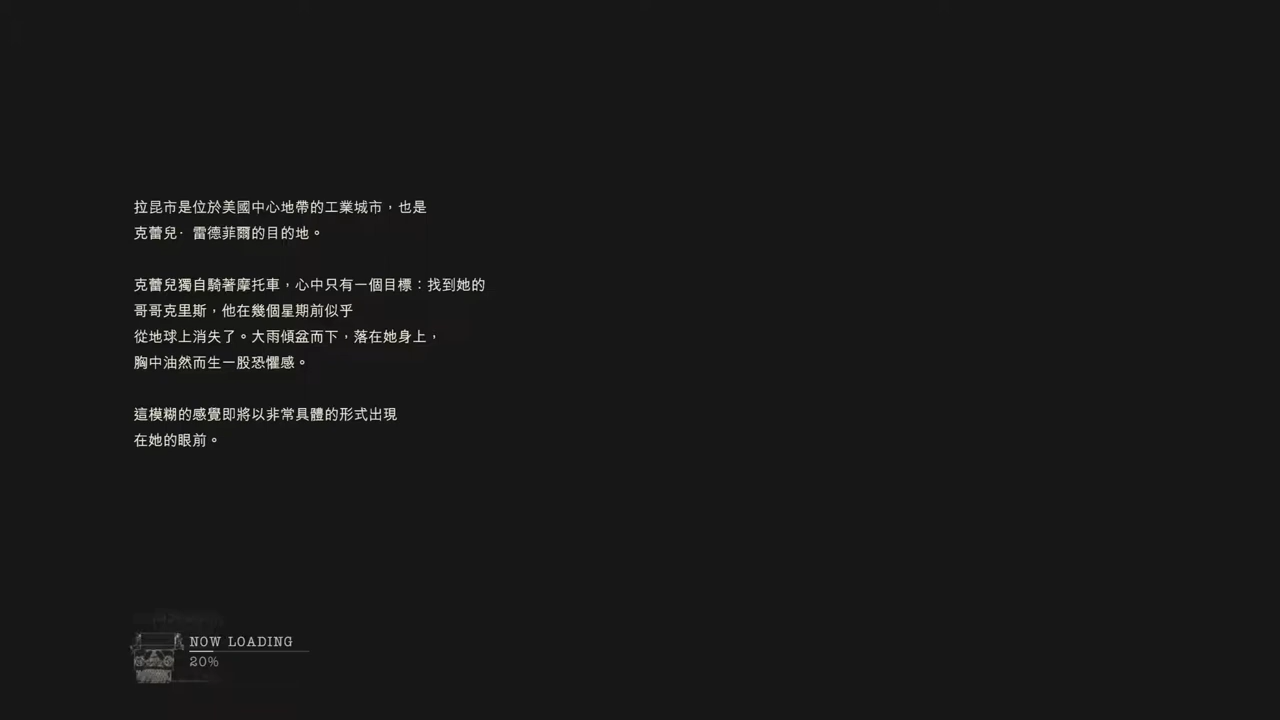 拉昆市是位於美國中心地帶的工業城市，也是
克蕾兒· 雷德菲爾的目的地。
克蕾兒獨自騎著摩托車，心中只有一個目標：找到她的
哥哥克里斯，他在幾個星期前似乎
從地球上消失了。大雨傾盆而下，落在她身上，
胸中油然而生一股恐懼感。
這模糊的感覺即將以非常具體的形式出現
在她的眼前。
NOW LOADING
20%